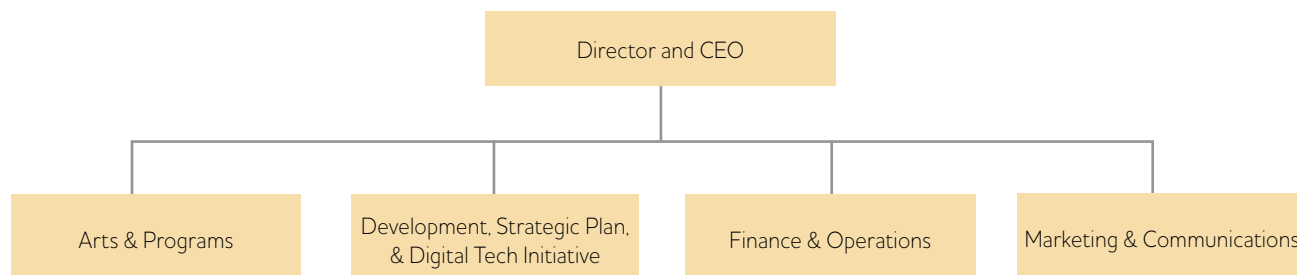 Director and CEO
Arts & Programs
Development, Strategic Plan,
& Digital Tech Initiative
Finance & Operations
Marketing & Communications